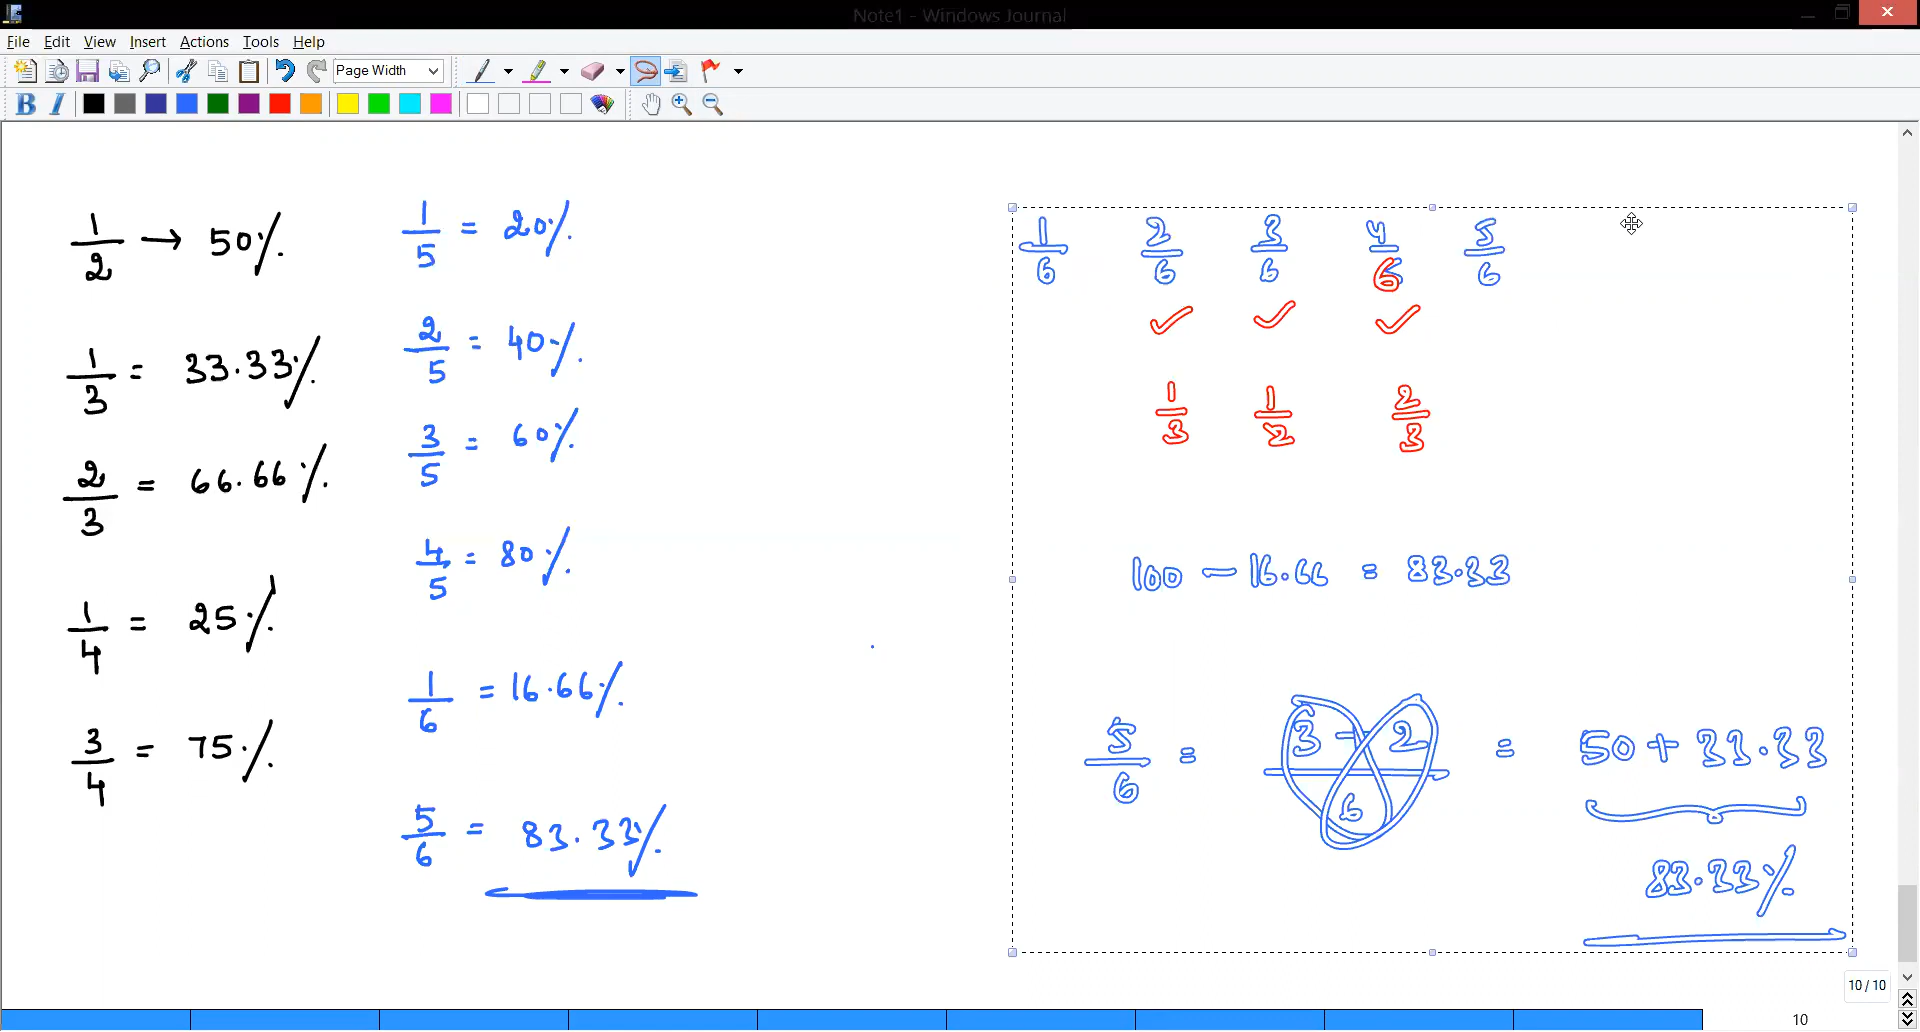 Note1 - Windows Journal
File Edit View Insert Actions Tools Help
Page Width
B I
1/2 → 50%
1/3 = 33.33%
2/3 = 66.66%
1/4 = 25%
3/4 = 75%
1/5 = 20%
2/5 = 40%
3/5 = 60%
4/5 = 80%
1/6 = 16.66%
5/6 = 83.33%
1/6 2/6 3/6 4/6 5/6
✓ ✓ ✓
1/3 1/2 2/3
100 - 16.66 = 83.33
5/6 = 3+2/6 = 50 + 33.33
83.33%
10 / 10
10